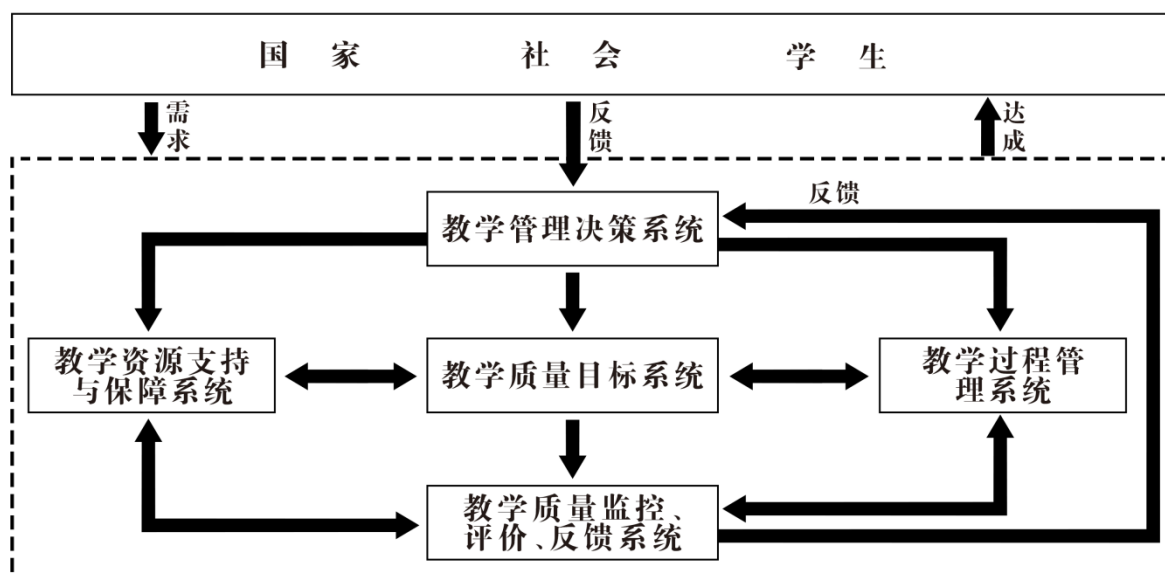 国家 社会 学生
需求
反馈
达成
反馈
教学管理决策系统
教学资源支持
与保障系统
教学质量目标系统
教学过程管
理系统
教学质量监控、
评价、反馈系统